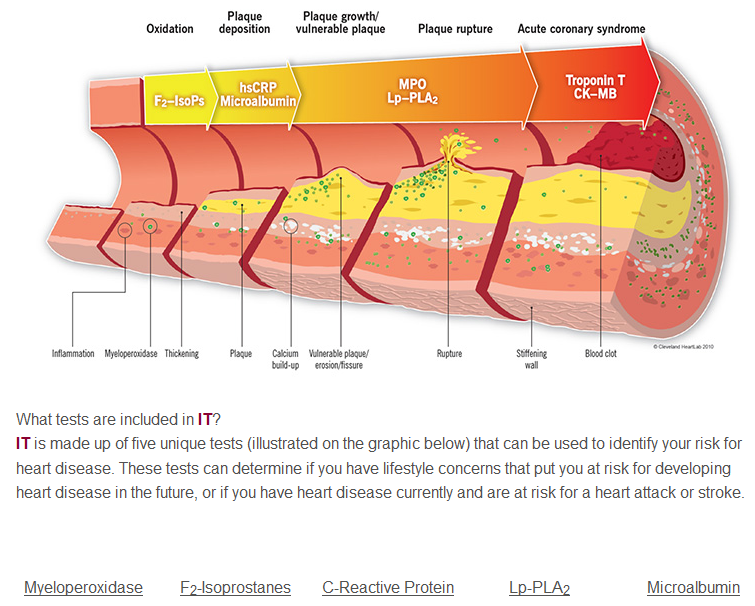 Oxidation
Plaque
deposition
Plaque growth/
vulnerable plaque
Plaque rupture
Acute coronary syndrome
F2–IsoPs
hsCRP
Microalbumin
MPO
Lp–PLA2
Troponin T
CK–MB
Inflammation
Myeloperoxidase
Thickening
Plaque
Calcium
build-up
Vulnerable plaque/
erosion/fissure
Rupture
Stiffening
wall
Blood clot
© Cleveland HeartLab 2010
What tests are included in IT?
IT is made up of five unique tests (illustrated on the graphic below) that can be used to identify your risk for
heart disease. These tests can determine if you have lifestyle concerns that put you at risk for developing
heart disease in the future, or if you have heart disease currently and are at risk for a heart attack or stroke.
Myeloperoxidase F2-Isoprostanes C-Reactive Protein Lp-PLA2 Microalbumin